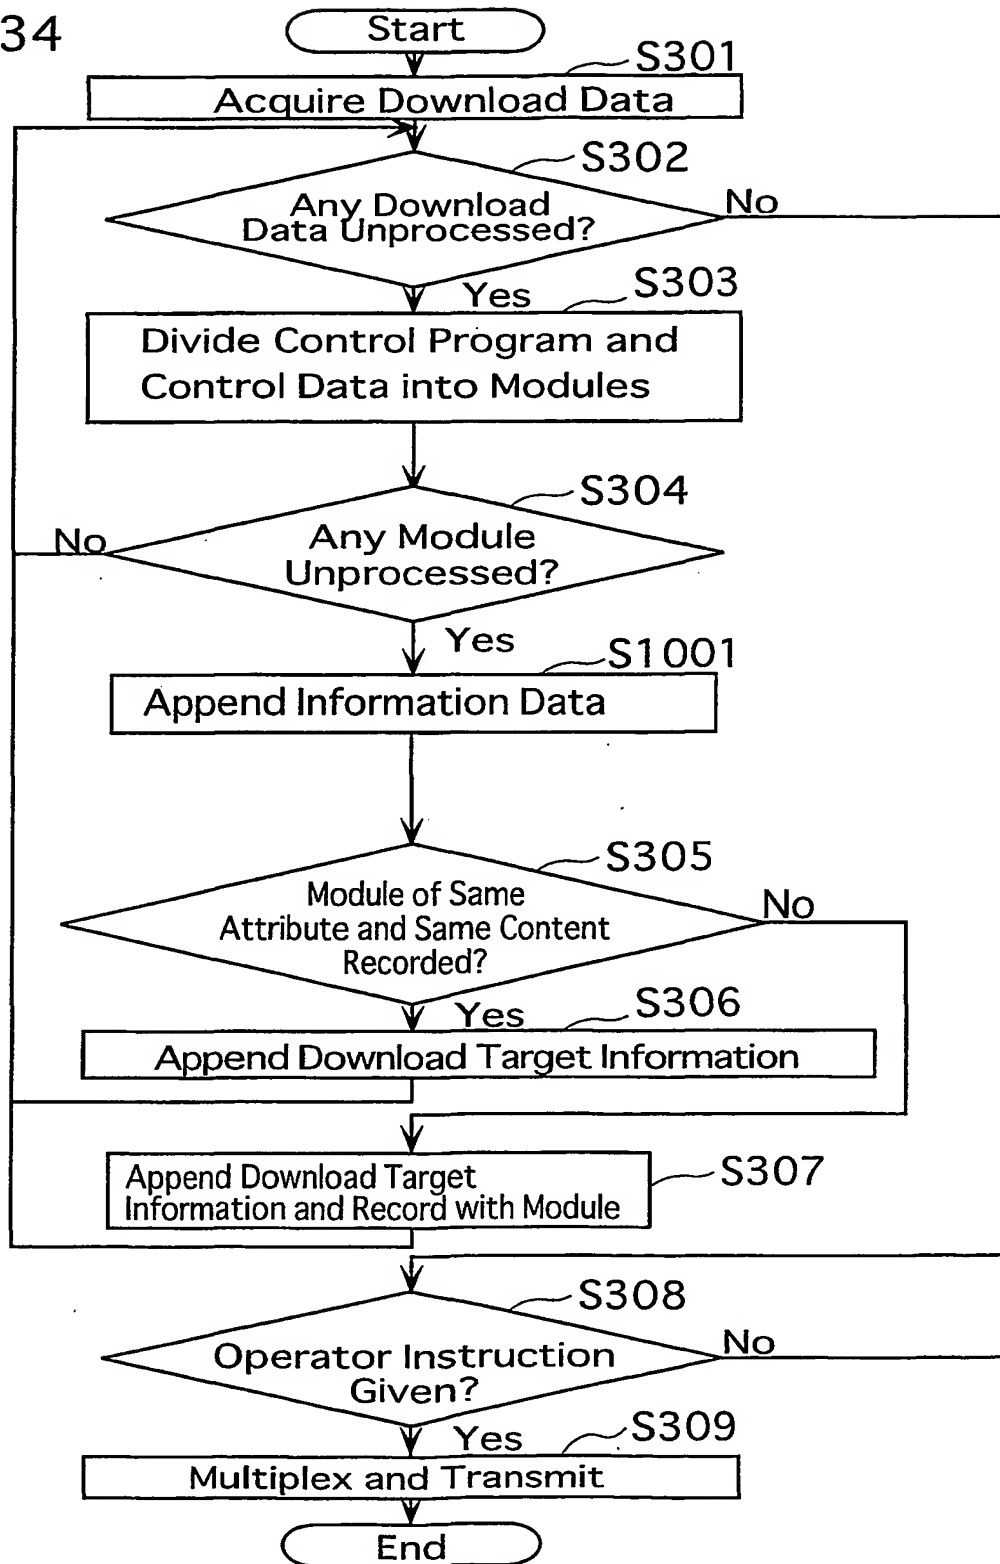 34
Start
S301
Acquire Download Data
S302
Any Download
Data Unprocessed?
No
Yes
S303
Divide Control Program and
Control Data into Modules
S304
No
Any Module
Unprocessed?
Yes
S1001
Append Information Data
S305
Module of Same
Attribute and Same Content
Recorded?
No
Yes
S306
Append Download Target Information
Append Download Target
Information and Record with Module
S307
S308
Operator Instruction
Given?
No
Yes
S309
Multiplex and Transmit
End